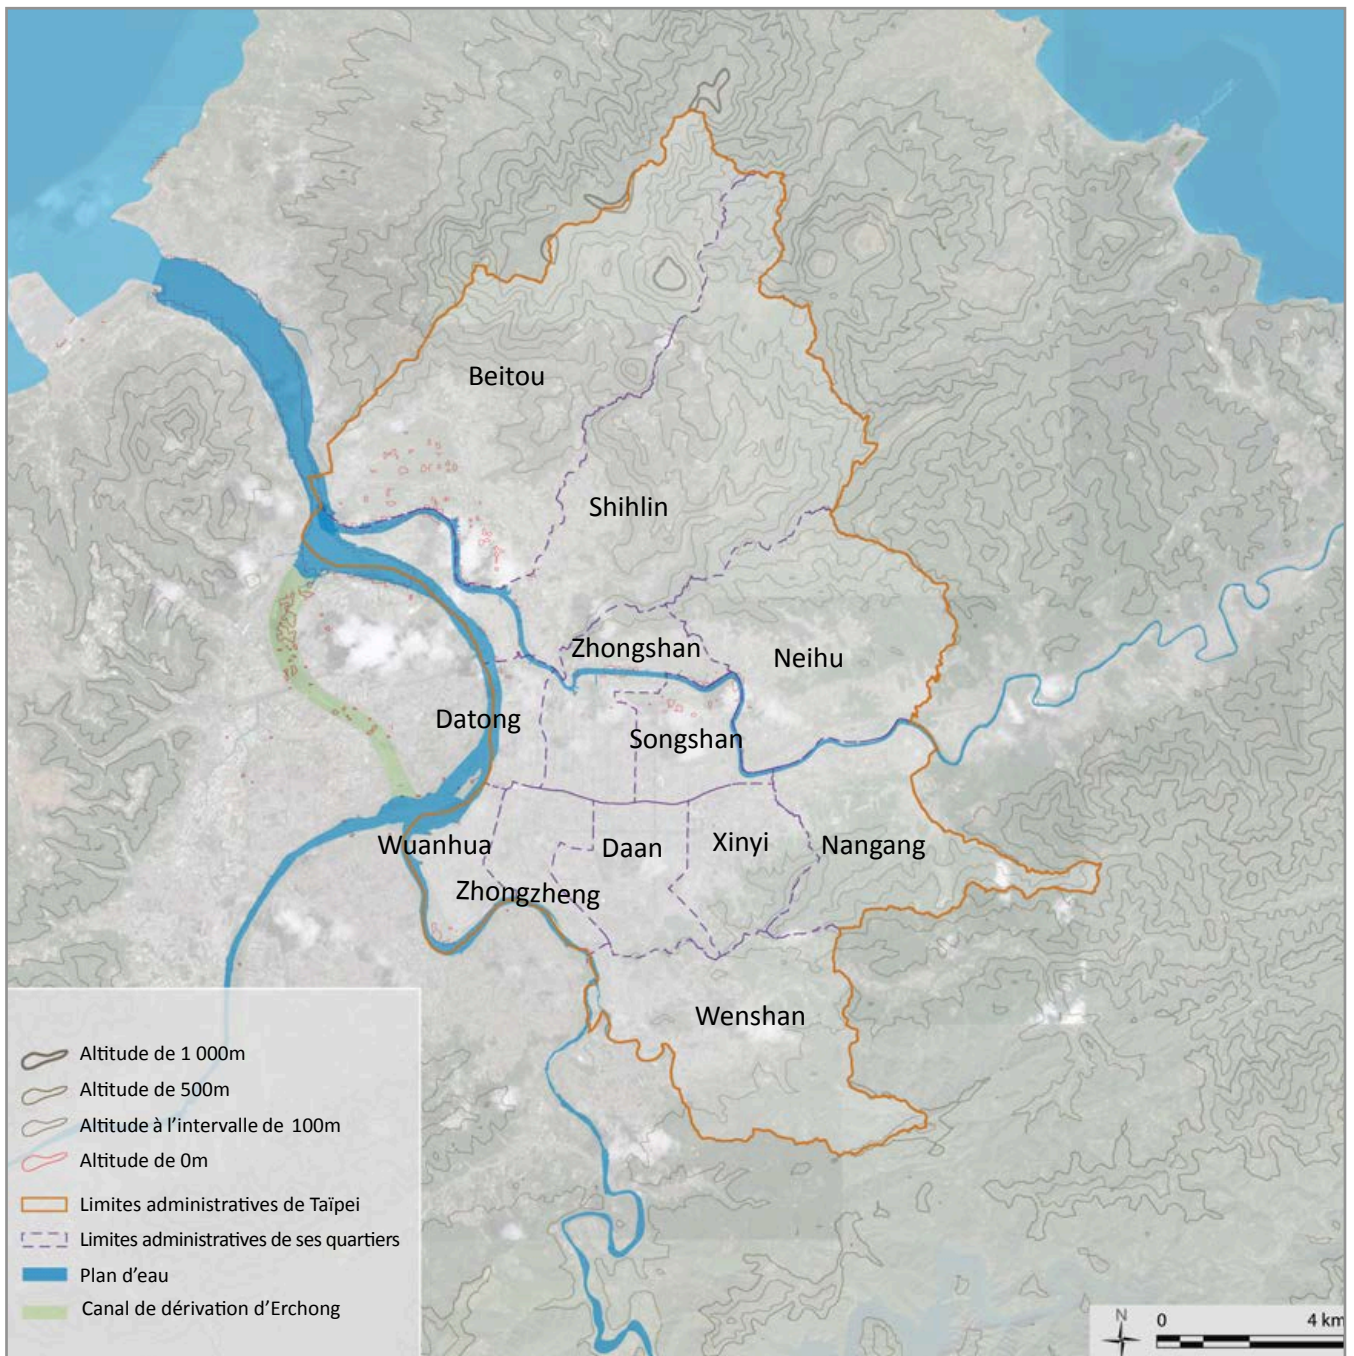 Beitou
Shihlin
Zhongshan
Neihu
Datong
Songshan
Wuanhua
Daan
Xinyi
Nangang
Zhongzheng
Wenshan
Altitude de 1 000m
Altitude de 500m
Altitude à l'intervalle de 100m
Altitude de 0m
Limites administratives de Taïpei
Limites administratives de ses quartiers
Plan d'eau
Canal de dérivation d'Erchong
N
0 4 km